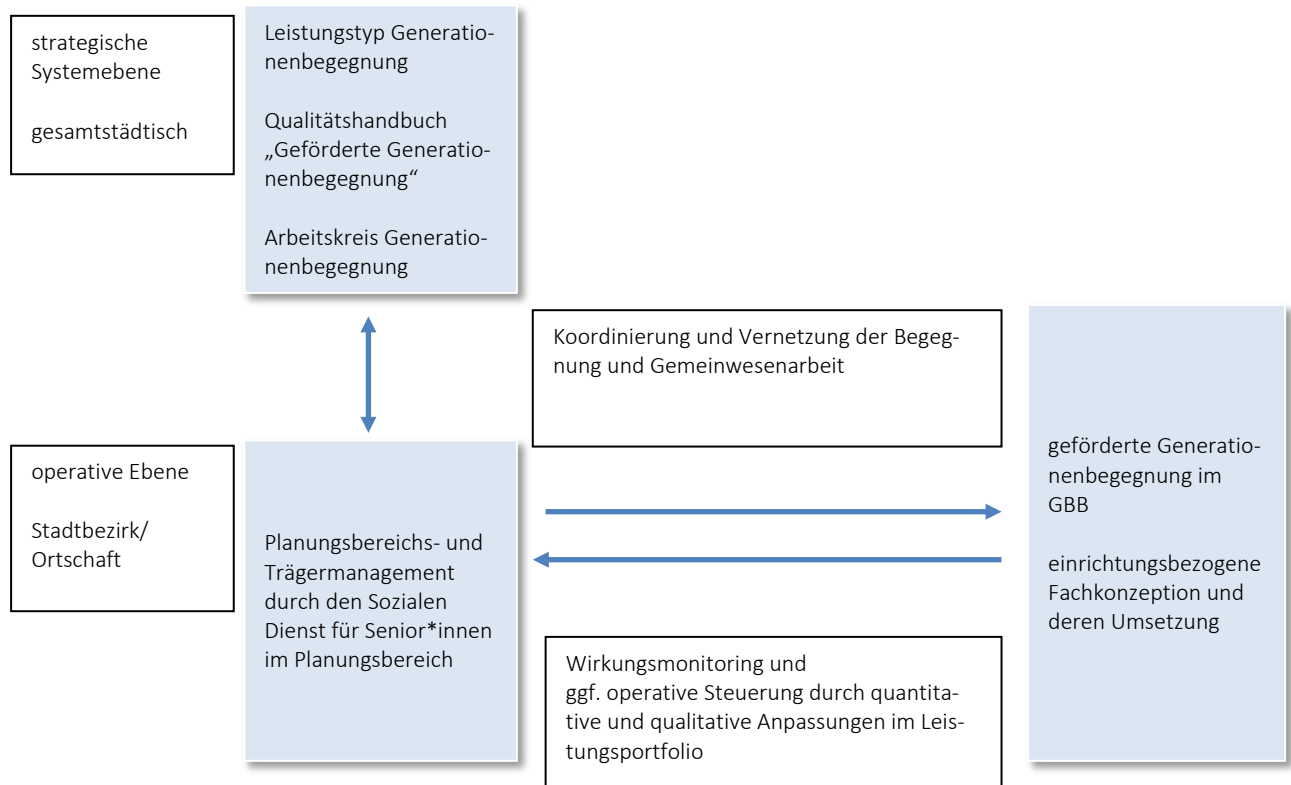 strategische
Systemebene
gesamtstädtisch
Leistungstyp Generatio-
nenbegegnung
Qualitätshandbuch
„Geförderte Generatio-
nenbegegnung“
Arbeitskreis Generatio-
nenbegegnung
Koordinierung und Vernetzung der Begeg-
nung und Gemeinwesenarbeit
operative Ebene
Stadtbezirk/
Ortschaft
Planungsbereichs- und
Trägermanagement
durch den Sozialen
Dienst für Senior*innen
im Planungsbereich
geförderte Generatio-
nenbegegnung im
GBB
einrichtungsbezogene
Fachkonzeption und
deren Umsetzung
Wirkungsmonitoring und
ggf. operative Steuerung durch quantita-
tive und qualitative Anpassungen im Leis-
tungsportfolio